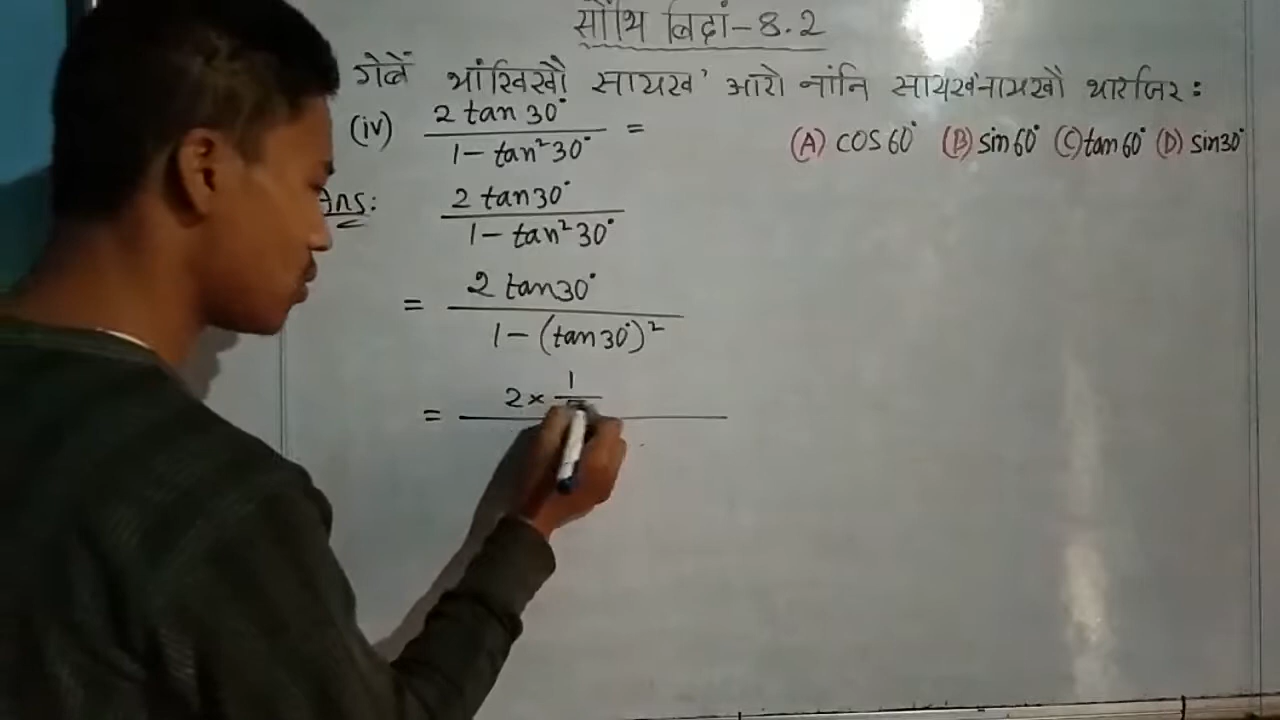 सौंथि बिदां-8.2
गेबें भांखिखौ सायख' आरो नांनि सायख'नायखौ थारजिर :
(iv) 2 tan 30° / 1 - tan² 30° = (A) cos 60° (B) sin 60° (C) tan 60° (D) sin 30°
Ans: 2 tan 30° / 1 - tan² 30°
= 2 tan 30° / 1 - (tan 30°)²
= 2 × 1